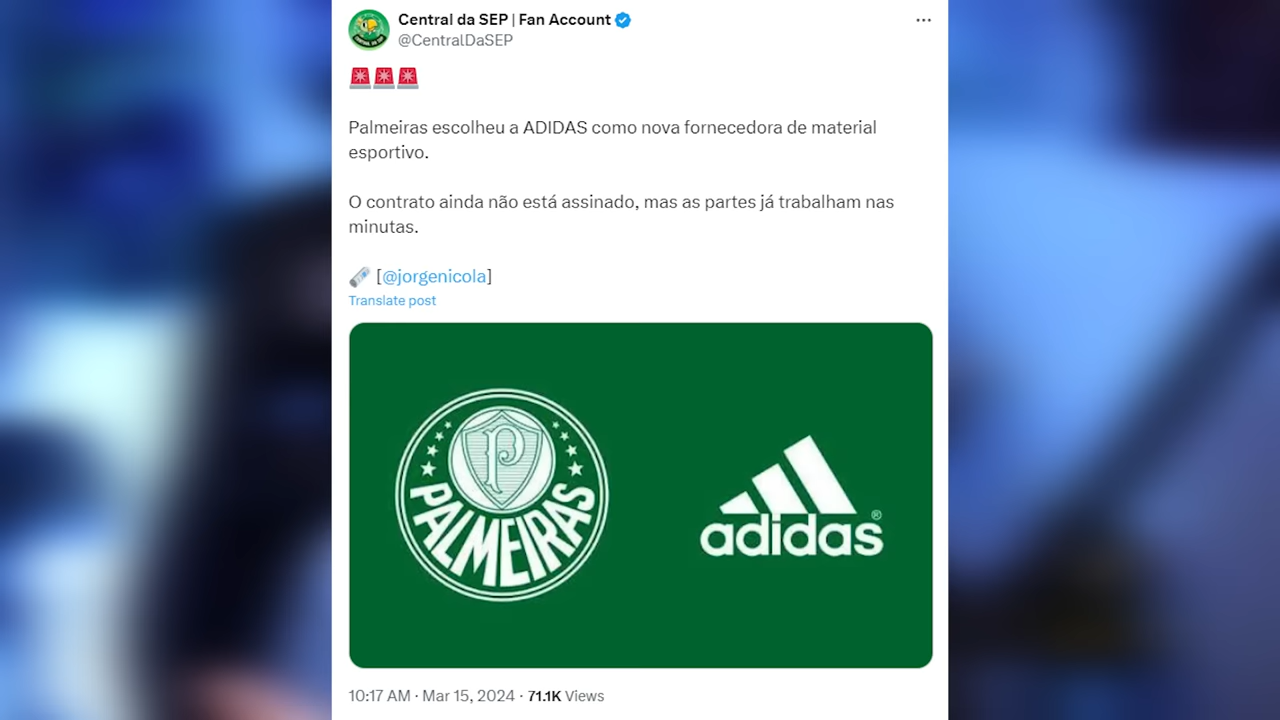 Central da SEP | Fan Account
@CentralDaSEP
Palmeiras escolheu a ADIDAS como nova fornecedora de material
esportivo.
O contrato ainda não está assinado, mas as partes já trabalham nas
minutas.
[@jorgenicola]
Translate post
P
PALMEIRAS
adidas®
10:17 AM · Mar 15, 2024 · 71.1K Views